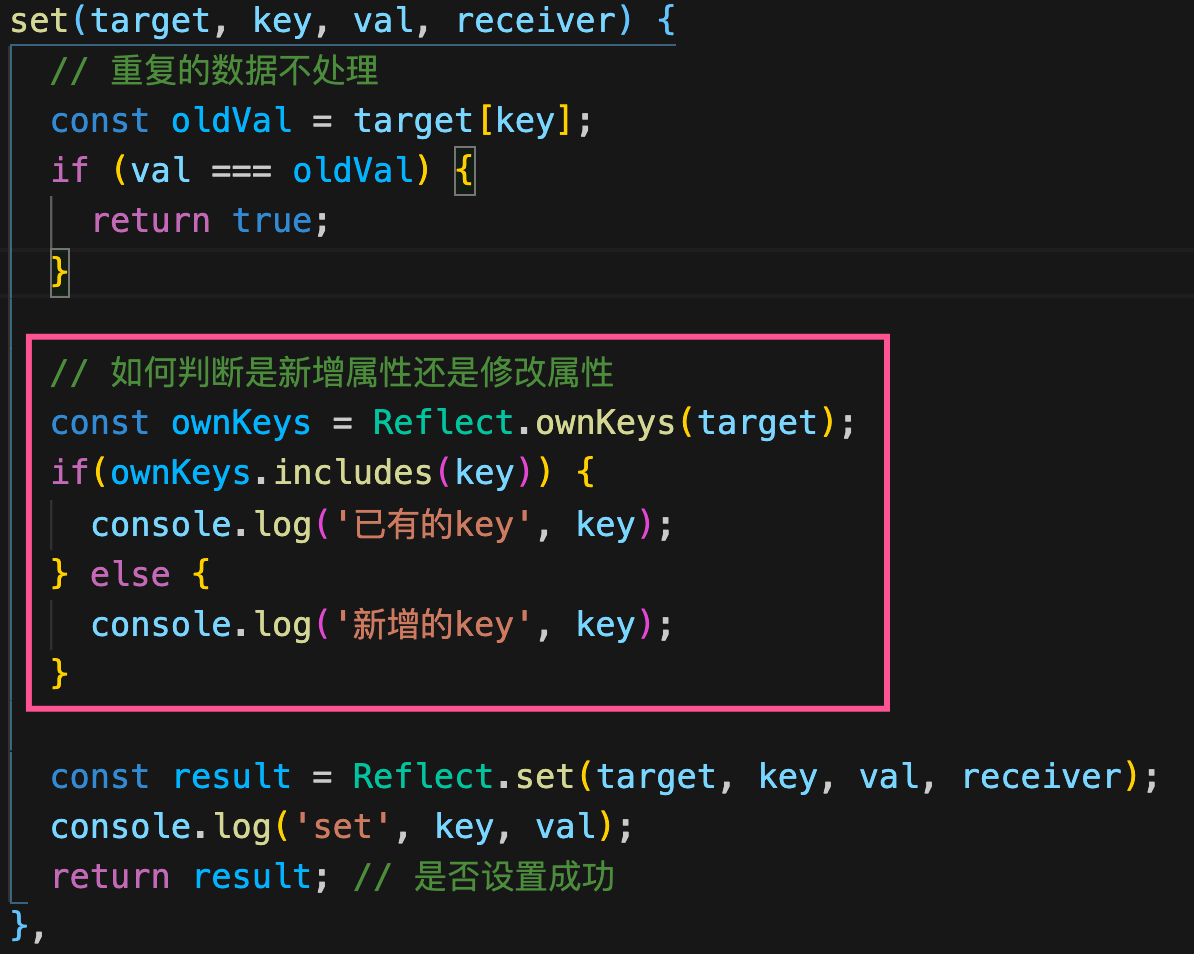 set(target, key, val, receiver) {
// 重复的数据不处理
const oldVal = target[key];
if (val === oldVal) {
return true;
}
// 如何判断是新增属性还是修改属性
const ownKeys = Reflect.ownKeys(target);
if(ownKeys.includes(key)) {
console.log('已有的key', key);
} else {
console.log('新增的key', key);
}
const result = Reflect.set(target, key, val, receiver);
console.log('set', key, val);
return result; // 是否设置成功
},